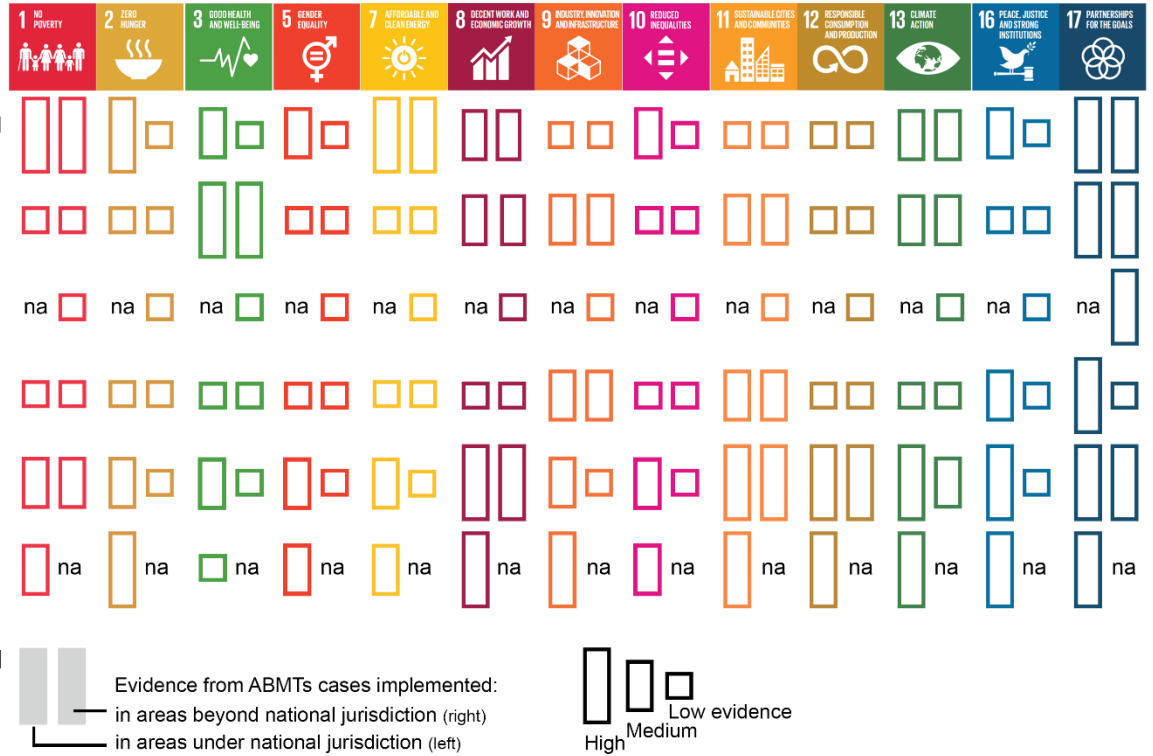 1 NO POVERTY
2 ZERO HUNGER
3 GOOD HEALTH AND WELL-BEING
5 GENDER EQUALITY
7 AFFORDABLE AND CLEAN ENERGY
8 DECENT WORK AND ECONOMIC GROWTH
9 INDUSTRY, INNOVATION AND INFRASTRUCTURE
10 REDUCED INEQUALITIES
11 SUSTAINABLE CITIES AND COMMUNITIES
12 RESPONSIBLE CONSUMPTION AND PRODUCTION
13 CLIMATE ACTION
16 PEACE, JUSTICE AND STRONG INSTITUTIONS
17 PARTNERSHIPS FOR THE GOALS
na na na na na na na na na na na na na
na na na na na na na na na na na na na
Evidence from ABMTs cases implemented:
in areas beyond national jurisdiction (right)
in areas under national jurisdiction (left)
Low evidence
Medium
High